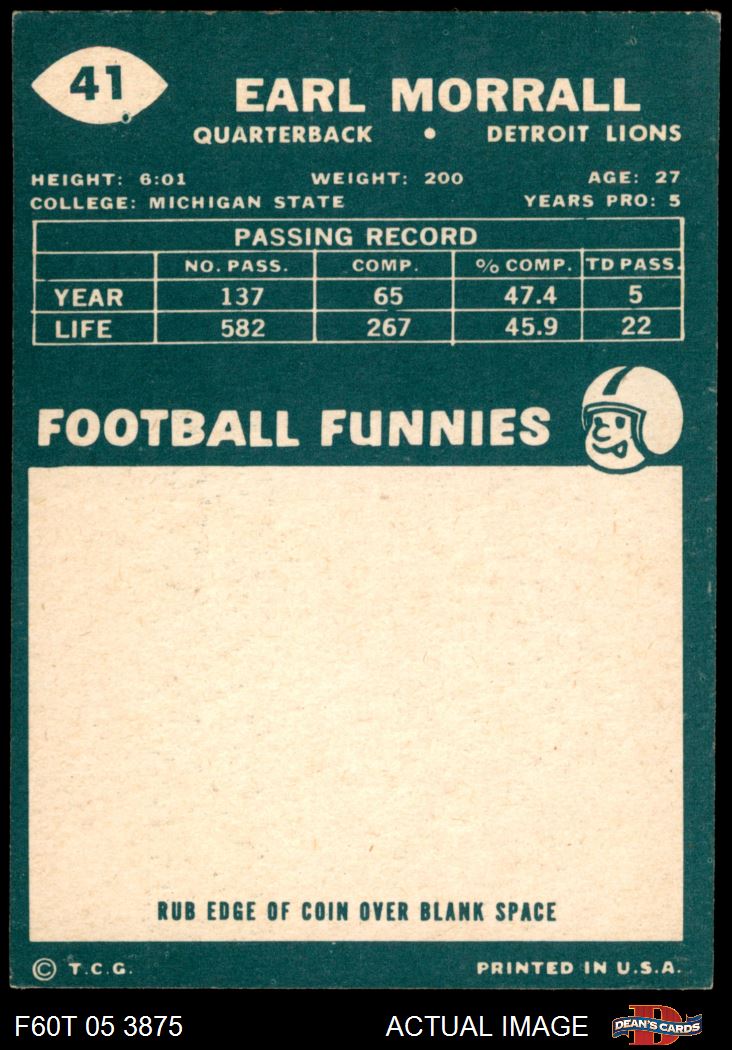 41
EARL MORRALL
QUARTERBACK • DETROIT LIONS
HEIGHT: 6:01 WEIGHT: 200 AGE: 27
COLLEGE: MICHIGAN STATE YEARS PRO: 5
PASSING RECORD
NO. PASS. COMP. % COMP. TD PASS.
YEAR 137 65 47.4 5
LIFE 582 267 45.9 22
FOOTBALL FUNNIES
RUB EDGE OF COIN OVER BLANK SPACE
© T.C.G. PRINTED IN U.S.A.
F60T 05 3875 ACTUAL IMAGE D DEAN'S CARDS